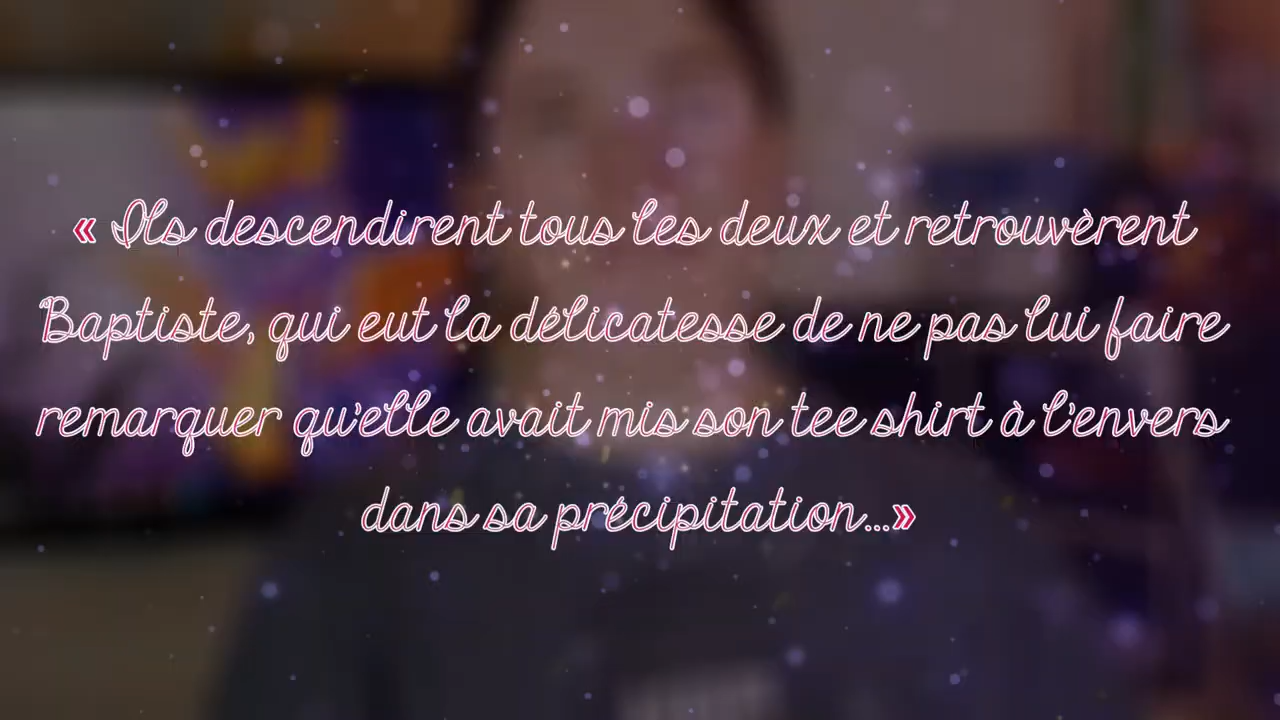 « Ils descendirent tous les deux et retrouvèrent
Baptiste, qui eut la délicatesse de ne pas lui faire
remarquer qu'elle avait mis son tee shirt à l'envers
dans sa précipitation...»